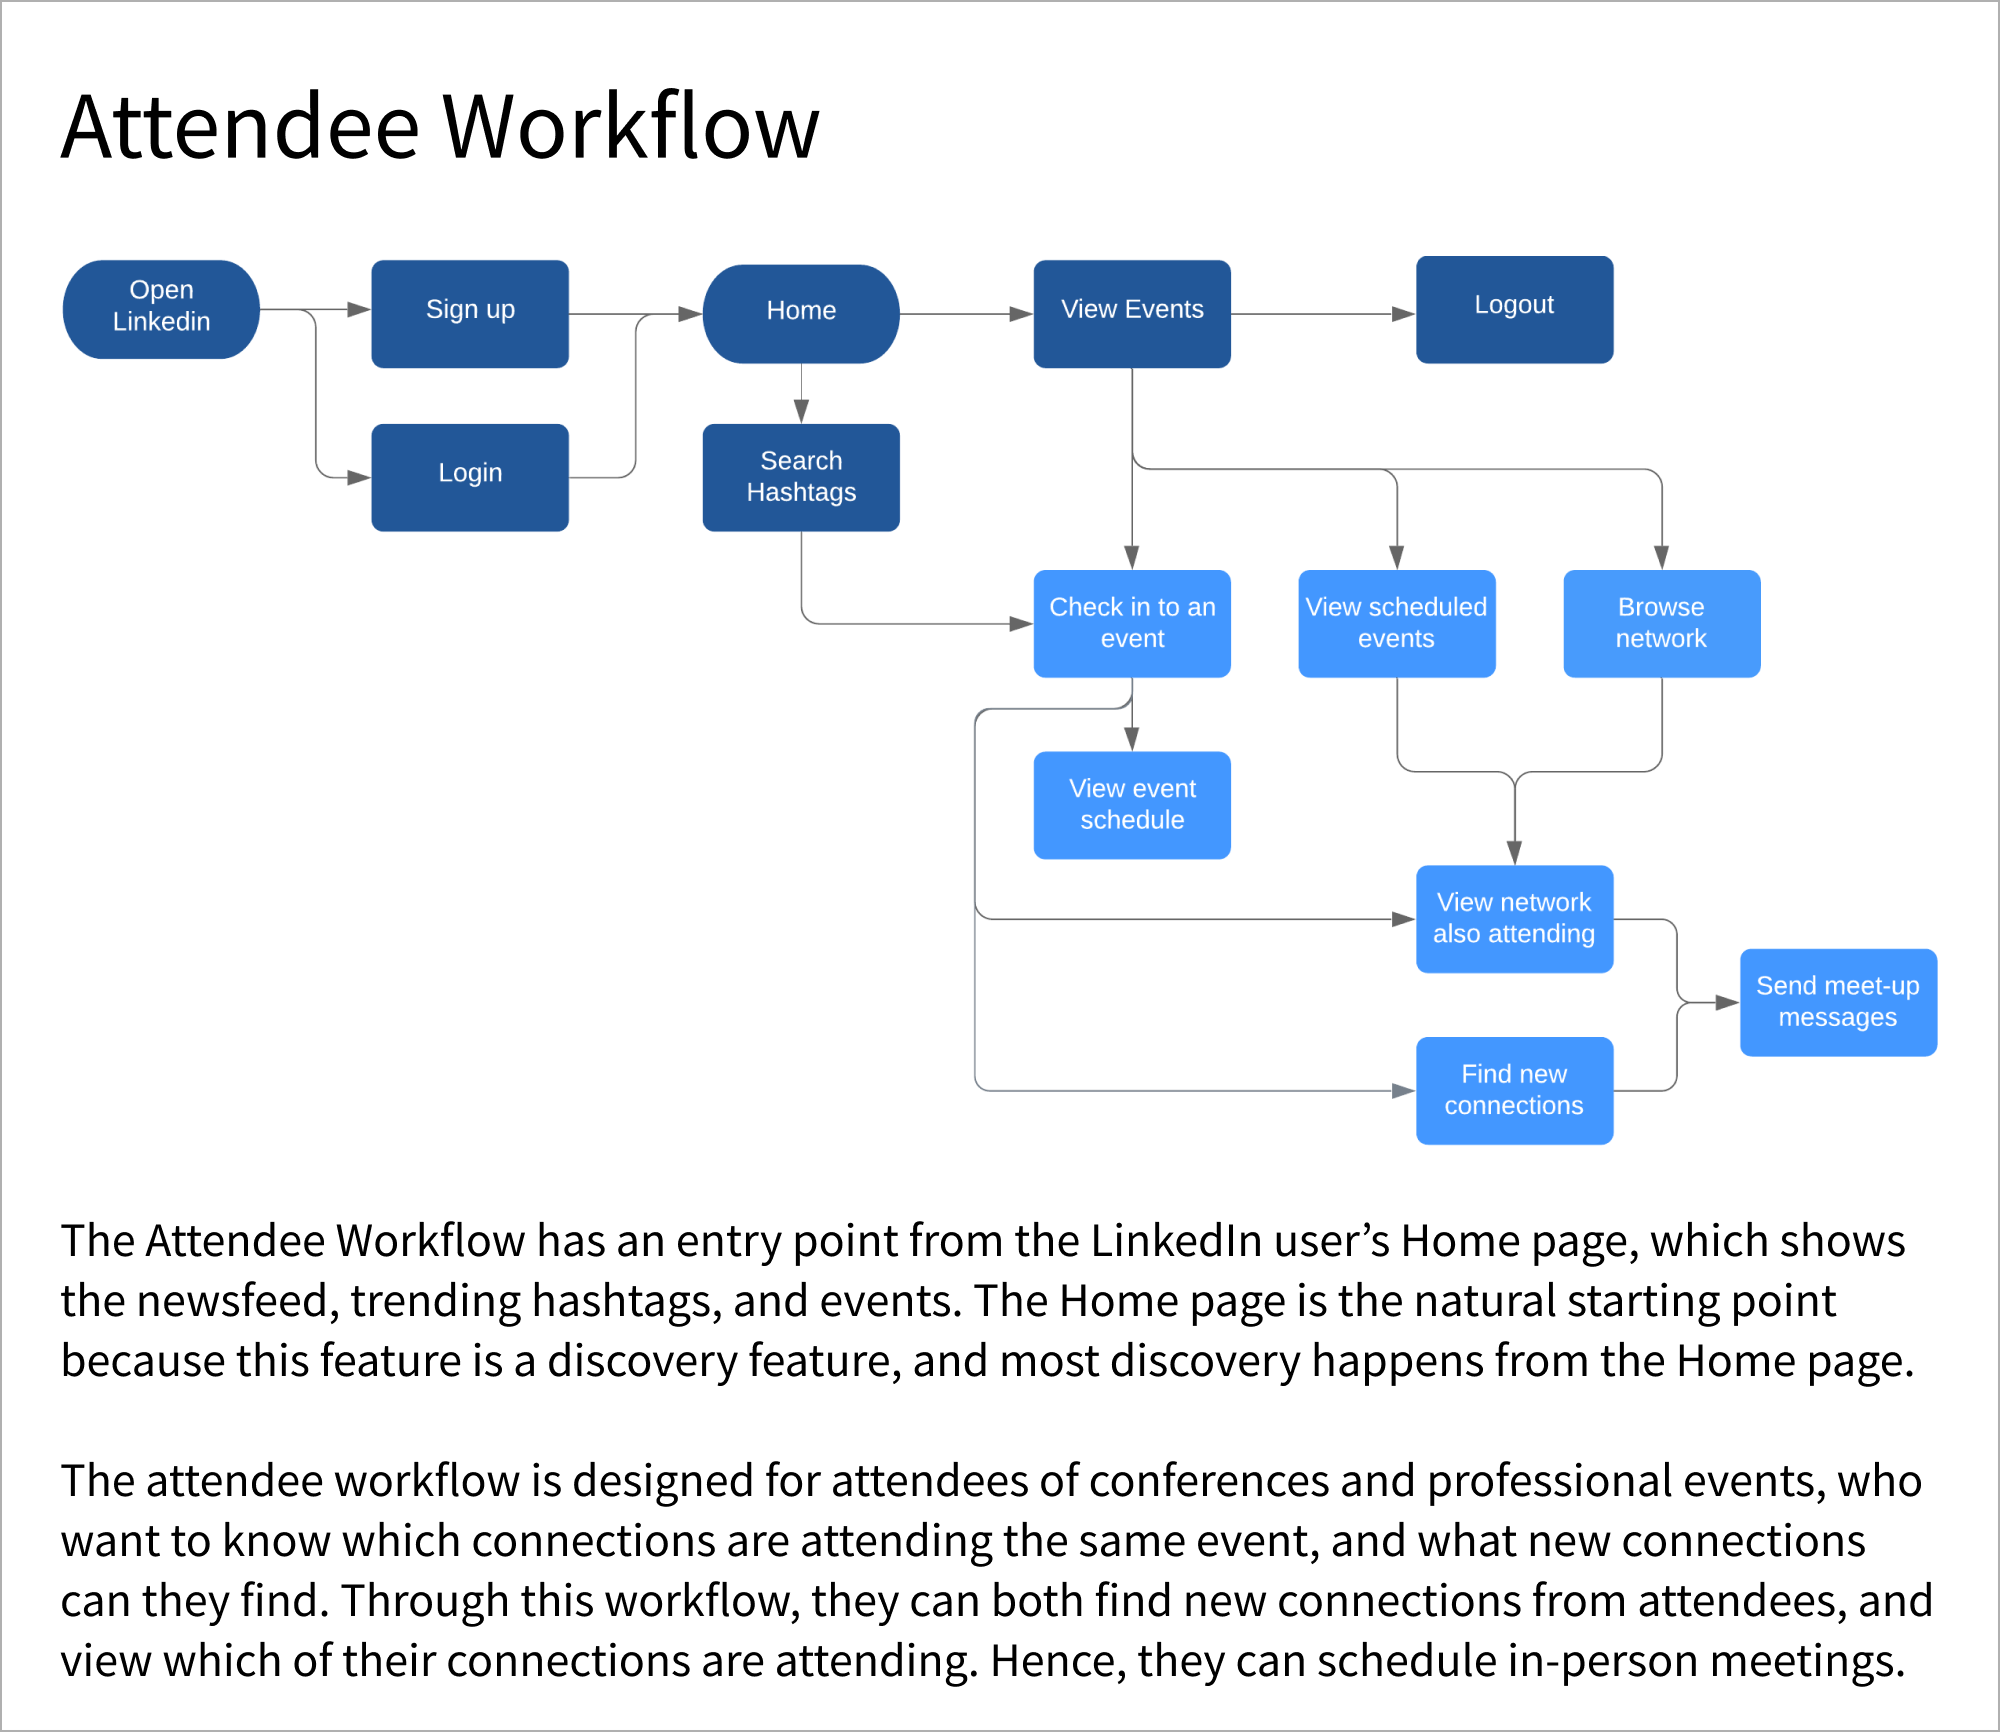 Attendee Workflow
Open
Linkedin
Sign up
Home
View Events
Logout
Login
Search
Hashtags
Check in to an
event
View scheduled
events
Browse
network
View event
schedule
View network
also attending
Send meet-up
messages
Find new
connections
The Attendee Workflow has an entry point from the LinkedIn user’s Home page, which shows
the newsfeed, trending hashtags, and events. The Home page is the natural starting point
because this feature is a discovery feature, and most discovery happens from the Home page.
The attendee workflow is designed for attendees of conferences and professional events, who
want to know which connections are attending the same event, and what new connections
can they find. Through this workflow, they can both find new connections from attendees, and
view which of their connections are attending. Hence, they can schedule in-person meetings.